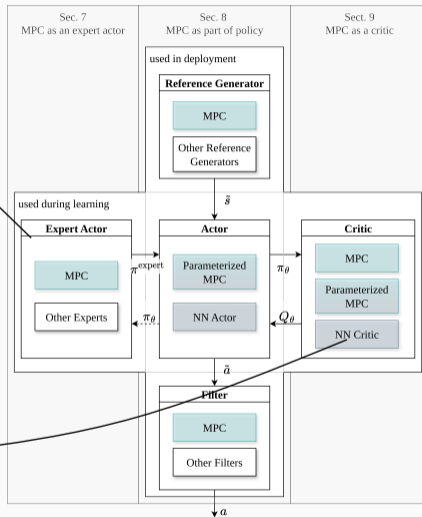 Sec. 7
MPC as an expert actor
Sec. 8
MPC as part of policy
Sect. 9
MPC as a critic
used in deployment
Reference Generator
MPC
Other Reference
Generators
s̃
used during learning
Expert Actor
MPC
Other Experts
π^expert
π_θ
Actor
Parameterized
MPC
NN Actor
π_θ
Q_θ
Critic
MPC
Parameterized
MPC
NN Critic
ã
Filter
MPC
Other Filters
a